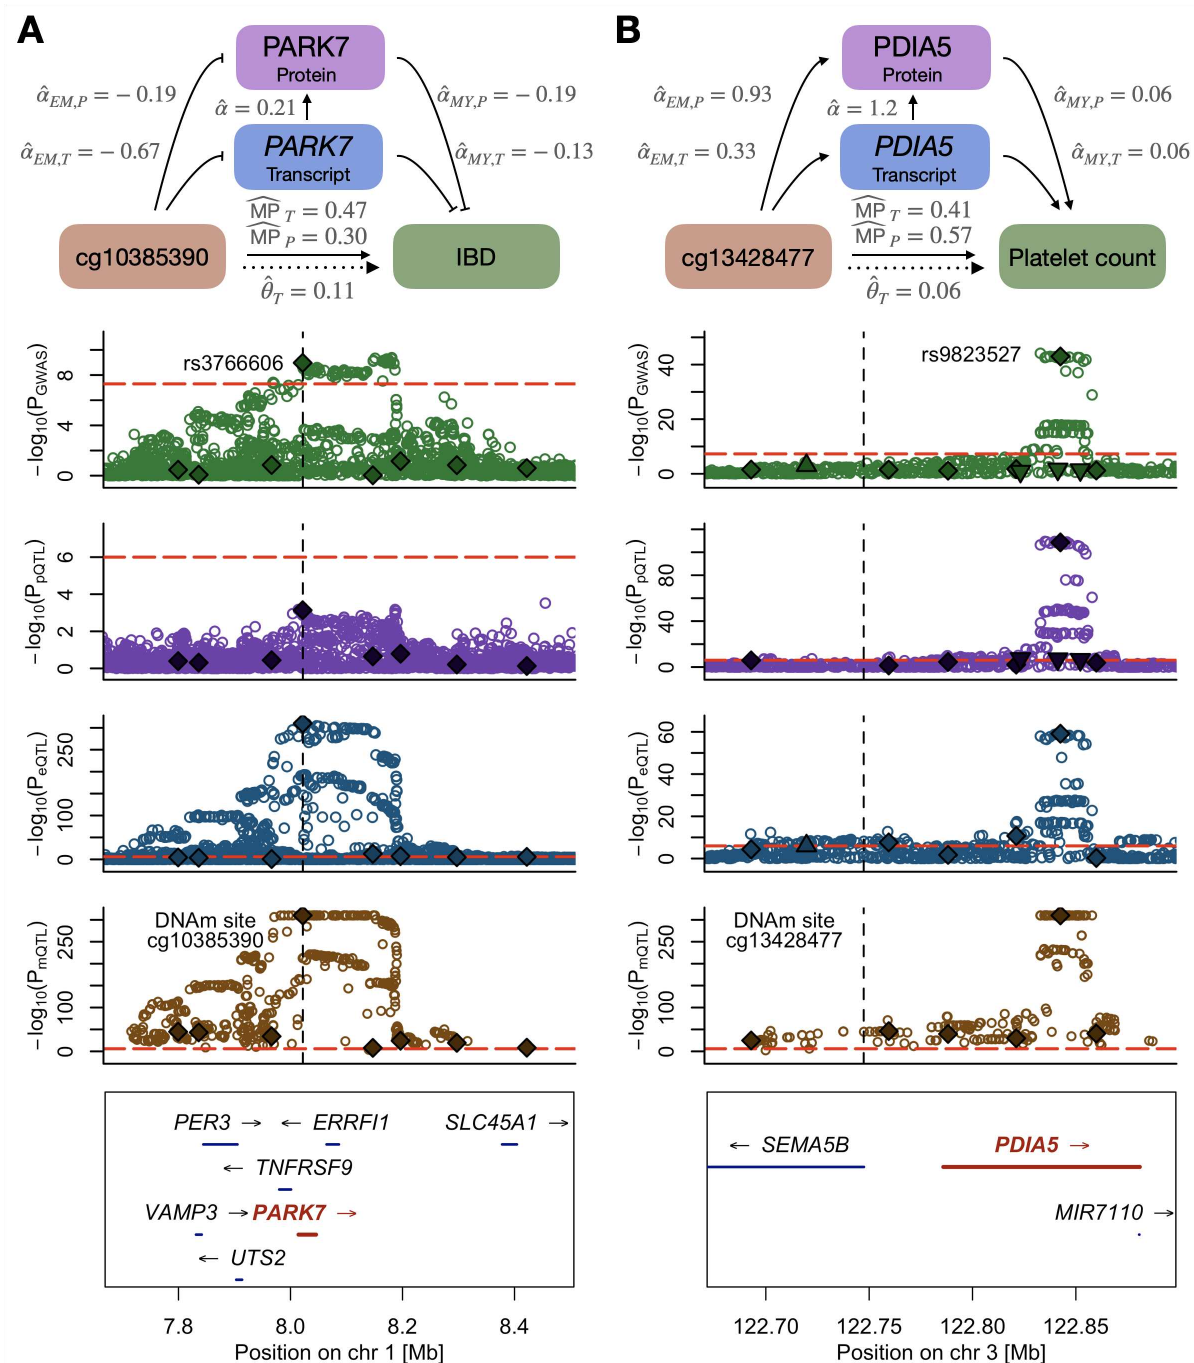 A
PARK7
Protein
α̂EM,P = − 0.19
α̂MY,P = − 0.19
α̂ = 0.21
α̂EM,T = − 0.67
PARK7
Transcript
α̂MY,T = − 0.13
M̂P T = 0.47
M̂P P = 0.30
cg10385390
IBD
θ̂T = 0.11
B
PDIA5
Protein
α̂EM,P = 0.93
α̂MY,P = 0.06
α̂ = 1.2
α̂EM,T = 0.33
PDIA5
Transcript
α̂MY,T = 0.06
M̂P T = 0.41
M̂P P = 0.57
cg13428477
Platelet count
θ̂T = 0.06
−log10(PGWAS)
8
4
0
rs3766606
−log10(PGWAS)
40
20
0
rs9823527
−log10(PpQTL)
6
4
2
0
−log10(PpQTL)
80
40
0
−log10(PeQTL)
250
100
0
−log10(PeQTL)
60
40
20
0
−log10(PmQTL)
250
100
0
DNAm site
cg10385390
−log10(PmQTL)
250
100
0
DNAm site
cg13428477
PER3 → ← ERRFI1 SLC45A1 →
← TNFRSF9
VAMP3 → PARK7 →
← UTS2
7.8 8.0 8.2 8.4
Position on chr 1 [Mb]
← SEMA5B PDIA5 →
MIR7110 →
122.70 122.75 122.80 122.85
Position on chr 3 [Mb]